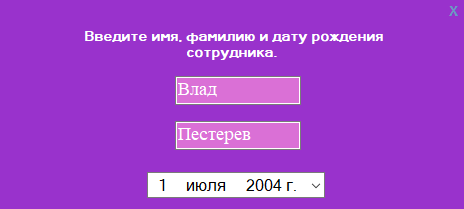 X
Введите имя, фамилию и дату рождения
сотрудника.
Влад
Пестерев
1 июля 2004 г.